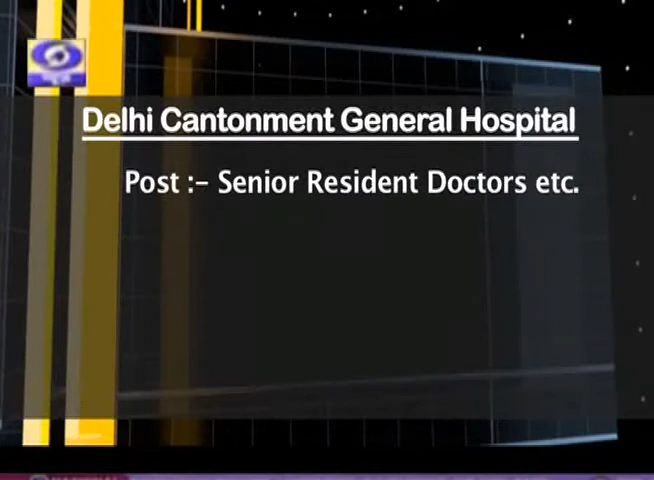 Delhi Cantonment General Hospital
Post :– Senior Resident Doctors etc.